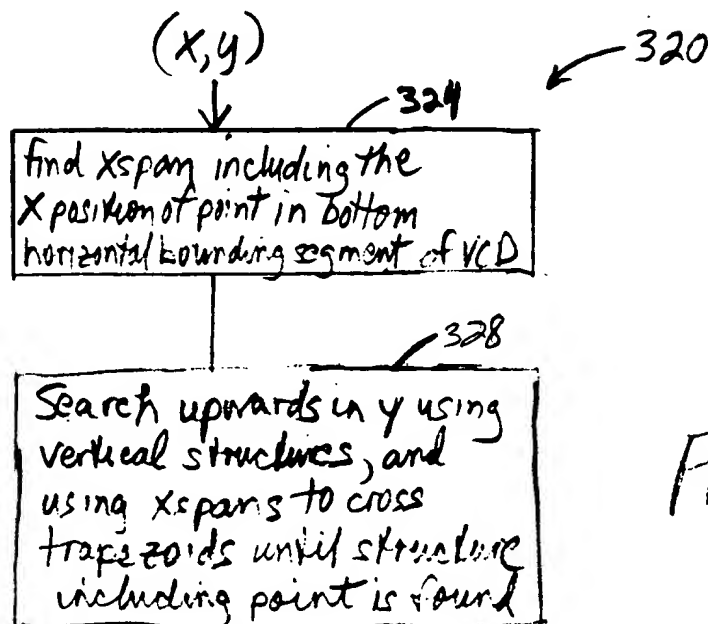 (x,y)
320
324
find xspan including the
x position of point in bottom
horizontal bounding segment of VCD
328
Search upwards in y using
vertical structures, and
using xspans to cross
trapezoids until structure
including point is found